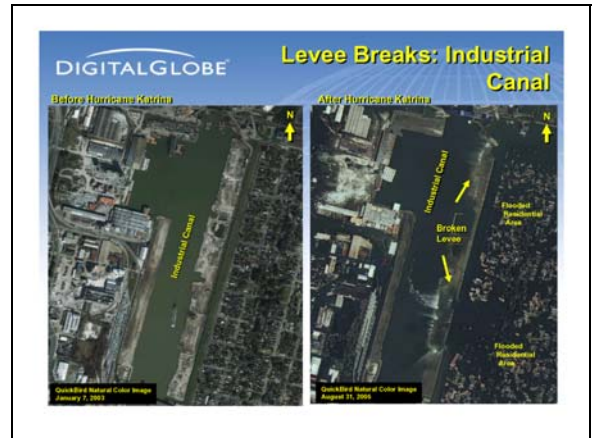 DIGITALGLOBE
Levee Breaks: Industrial
Canal
Before Hurricane Katrina
After Hurricane Katrina
N
Industrial Canal
QuickBird Natural Color Image
January 7, 2003
N
Industrial Canal
Broken
Levee
Flooded
Residential
Area
Flooded
Residential
Area
QuickBird Natural Color Image
August 31, 2005